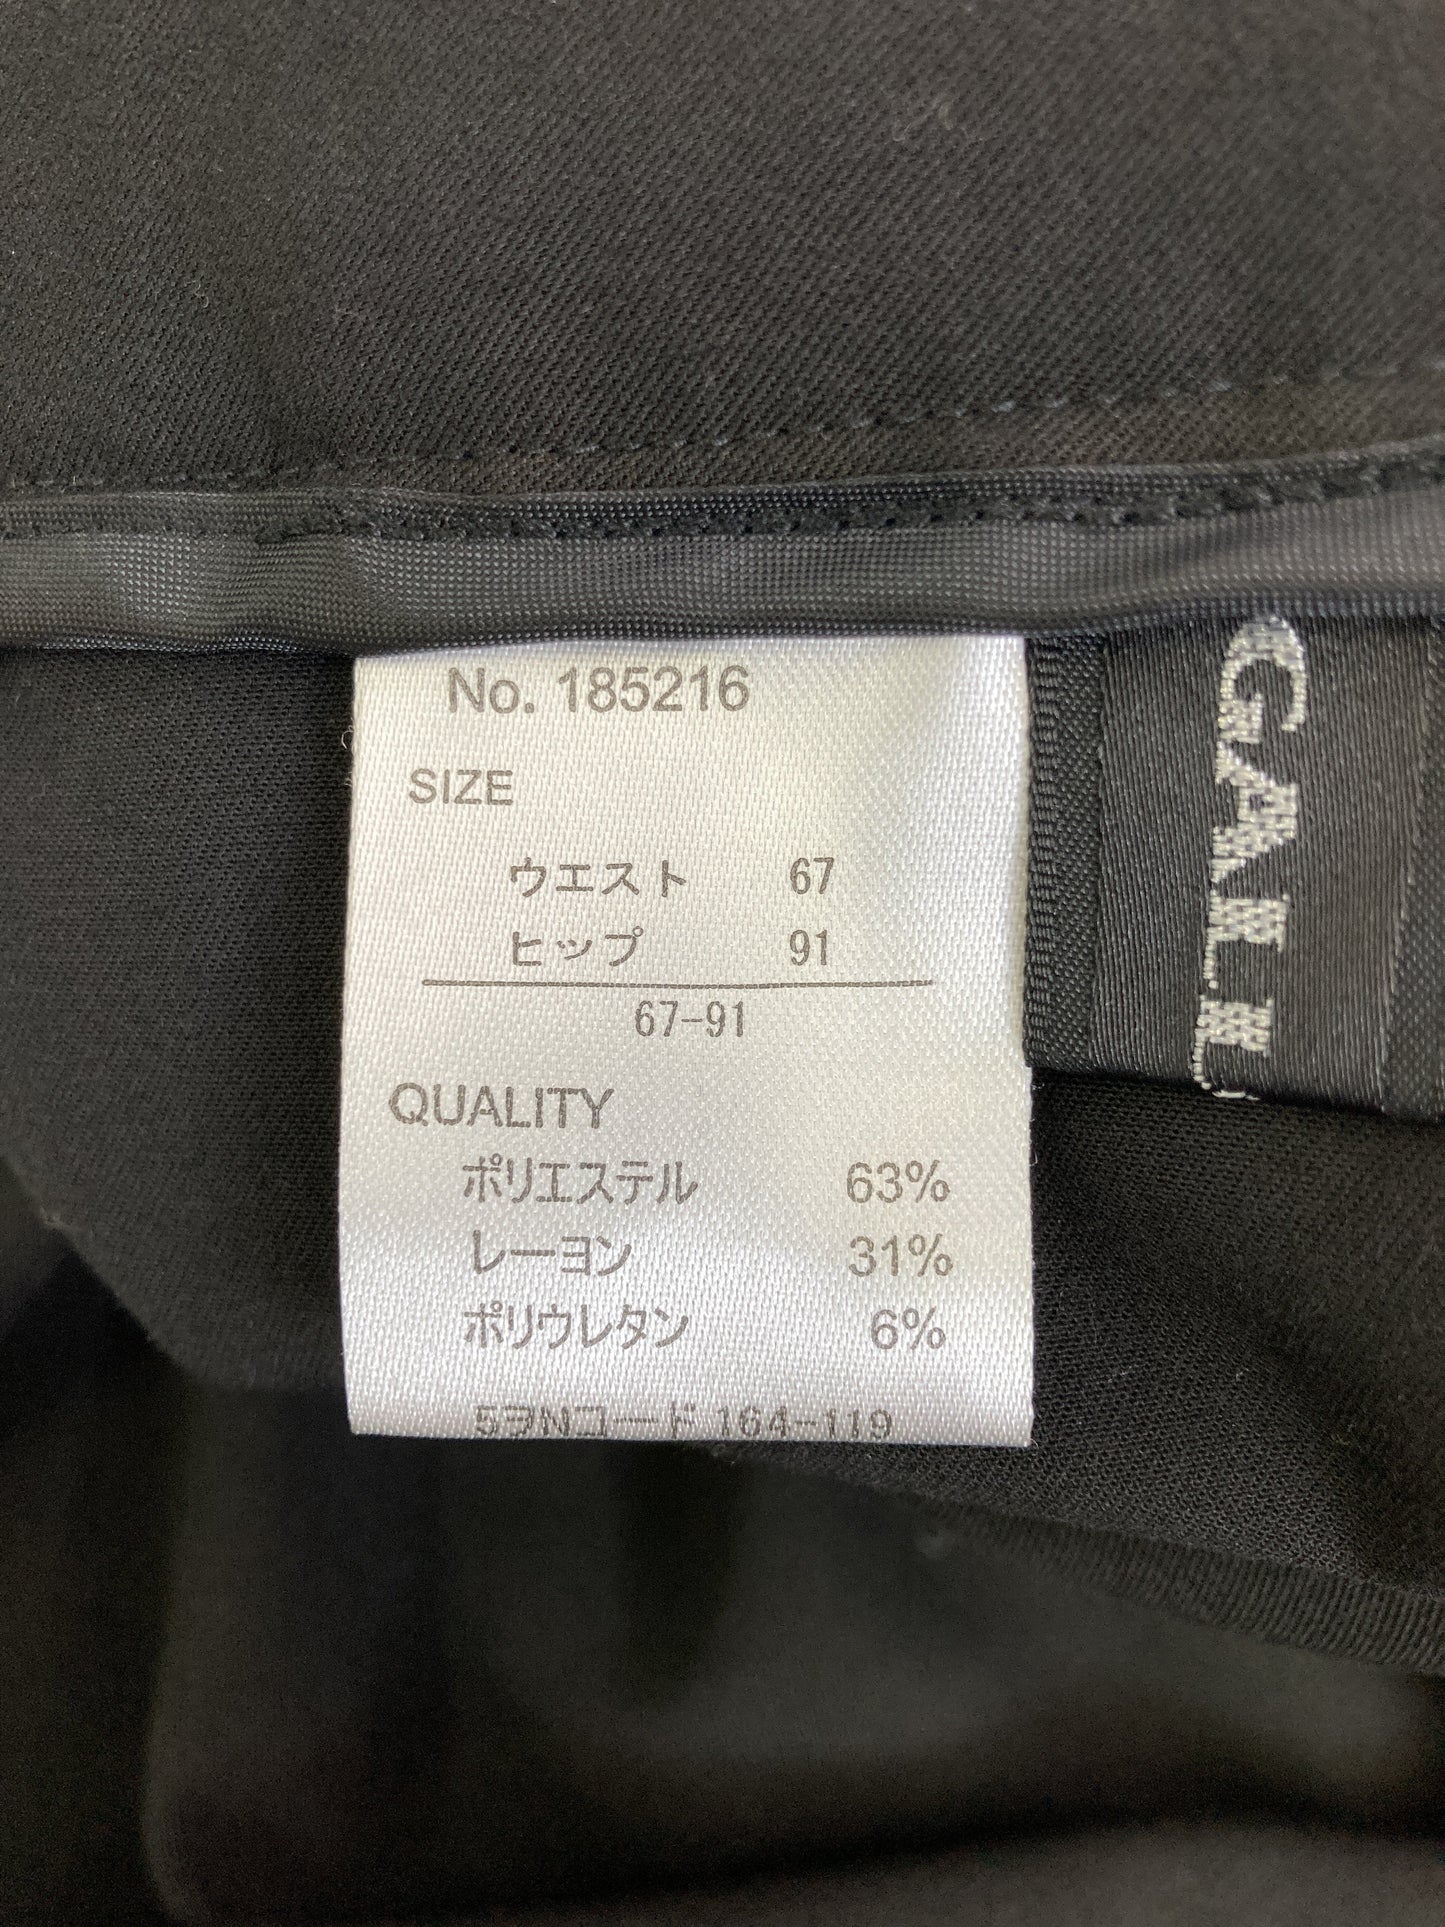 No. 185216
SIZE
ウエスト 67
ヒップ 91
67-91
QUALITY
ポリエステル 63%
レーヨン 31%
ポリウレタン 6%
5ヲNコード 164-119